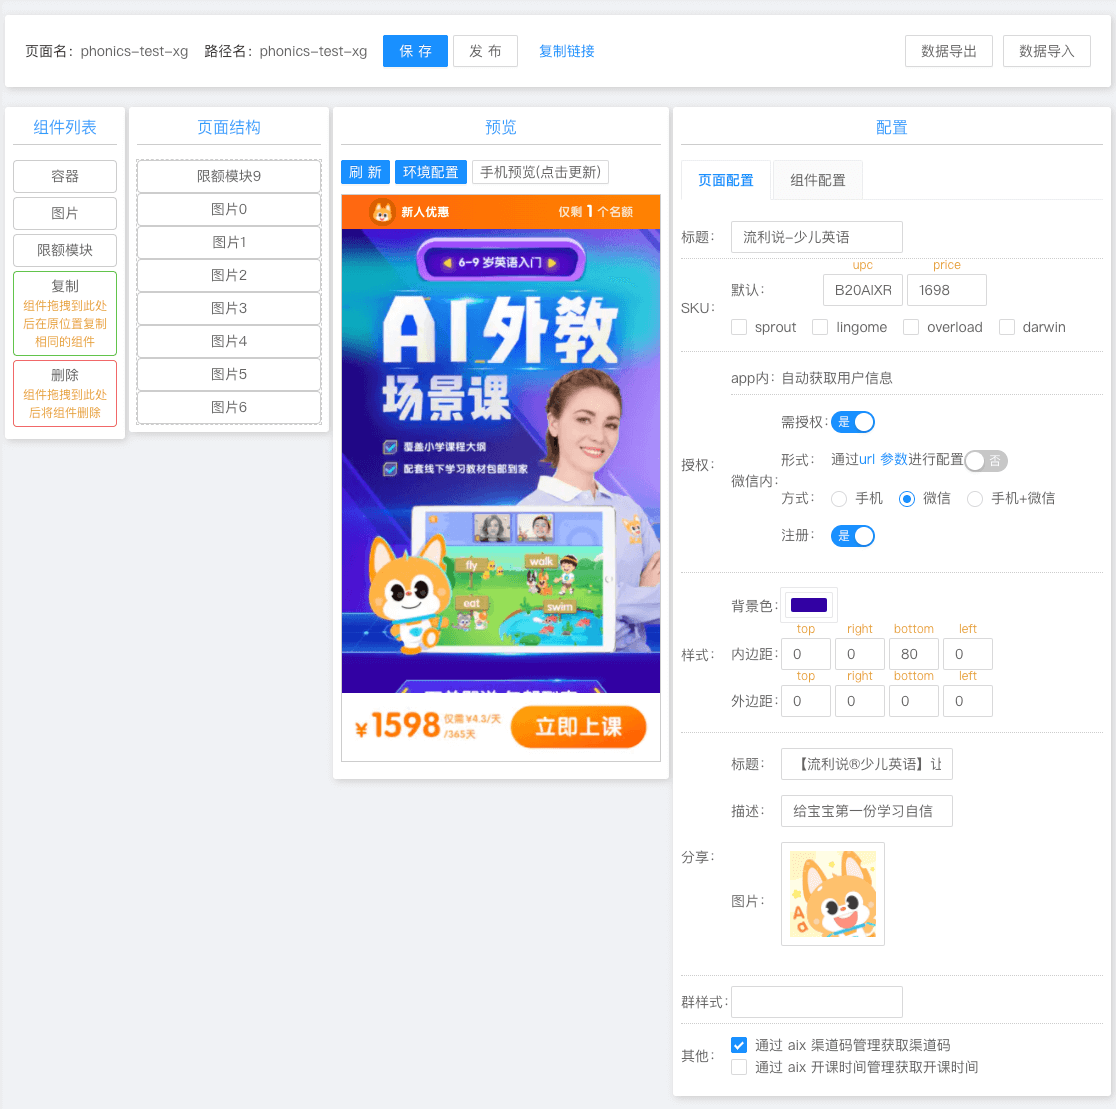 页面名：phonics-test-xg 路径名：phonics-test-xg 保 存 发 布 复制链接 数据导出 数据导入
组件列表
容器
图片
限额模块
复制
组件拖拽到此处
后在原位置复制
相同的组件
删除
组件拖拽到此处
后将组件删除
页面结构
限额模块9
图片0
图片1
图片2
图片3
图片4
图片5
图片6
预览
刷 新 环境配置 手机预览(点击更新)
新人优惠 仅剩 1 个名额
6-9 岁英语入门
AI外教
场景课
覆盖小学课程大纲
配套线下学习教材包邮到家
fly walk
eat swim
¥1598 仅需¥4.3/天
/365天
立即上课
配置
页面配置 组件配置
标题： 流利说-少儿英语
upc price
SKU： 默认： B20AIXR 1698
sprout lingome overload darwin
授权：
app内： 自动获取用户信息
微信内：
需授权： 是
形式： 通过url 参数进行配置 否
方式： 手机 微信 手机+微信
注册： 是
样式：
背景色：
top right bottom left
内边距： 0 0 80 0
top right bottom left
外边距： 0 0 0 0
分享：
标题： 【流利说®少儿英语】让
描述： 给宝宝第一份学习自信
图片：
群样式：
其他：
通过 aix 渠道码管理获取渠道码
通过 aix 开课时间管理获取开课时间